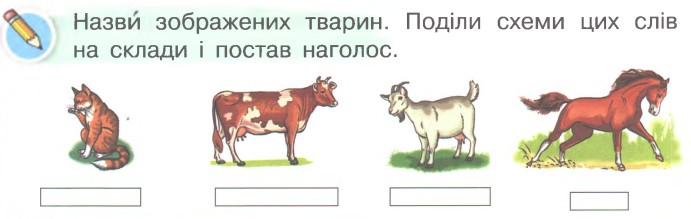 Назви́ зображених тварин. Поділи схеми цих слів
на склади і постав наголос.